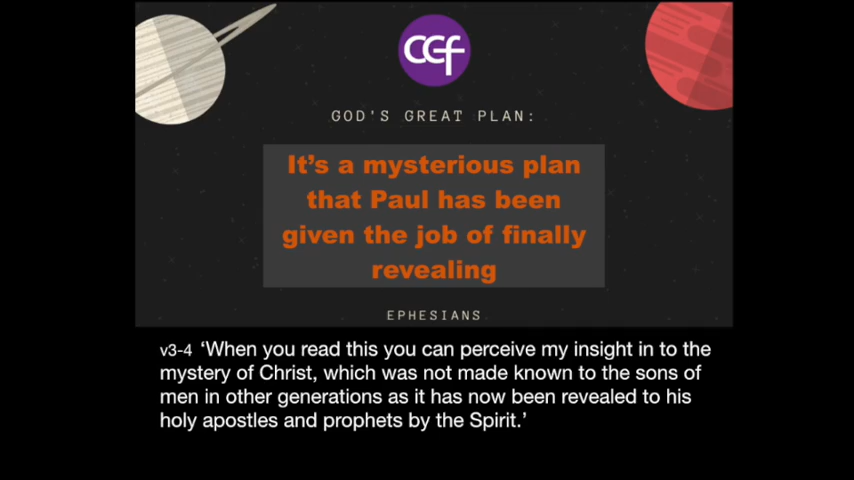 CCf
GOD'S GREAT PLAN:
It's a mysterious plan
that Paul has been
given the job of finally
revealing
EPHESIANS
v3-4 ‘When you read this you can perceive my insight in to the
mystery of Christ, which was not made known to the sons of
men in other generations as it has now been revealed to his
holy apostles and prophets by the Spirit.’